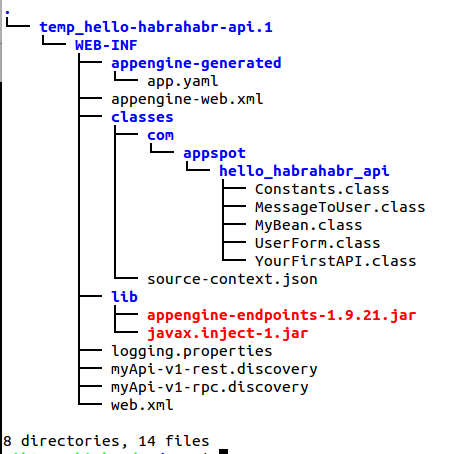 .
└── temp_hello-habrahabr-api.1
    └── WEB-INF
        ├── appengine-generated
        │   └── app.yaml
        ├── appengine-web.xml
        ├── classes
        │   ├── com
        │   │   └── appspot
        │   │       └── hello_habrahabr_api
        │   │           ├── Constants.class
        │   │           ├── MessageToUser.class
        │   │           ├── MyBean.class
        │   │           ├── UserForm.class
        │   │           └── YourFirstAPI.class
        │   └── source-context.json
        ├── lib
        │   ├── appengine-endpoints-1.9.21.jar
        │   └── javax.inject-1.jar
        ├── logging.properties
        ├── myApi-v1-rest.discovery
        ├── myApi-v1-rpc.discovery
        └── web.xml

8 directories, 14 files